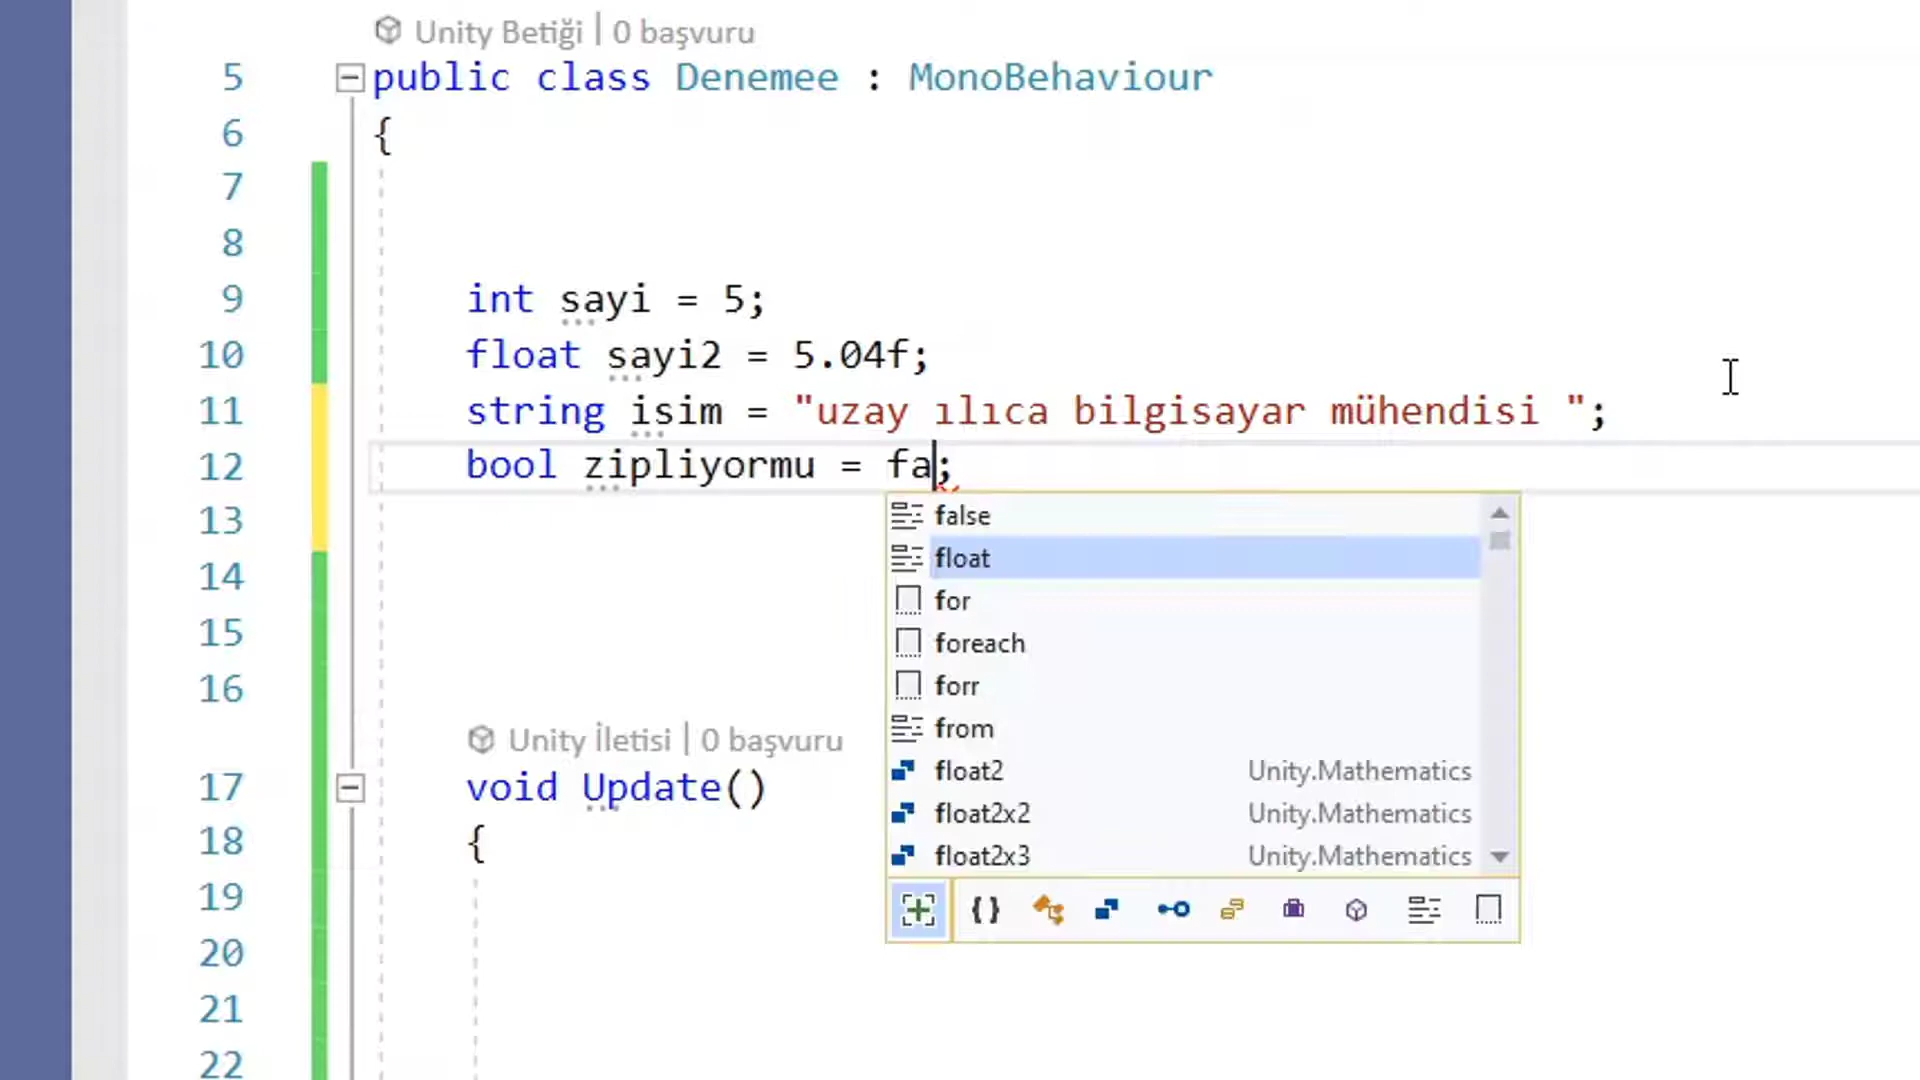 Unity Betiği | 0 başvuru
5 public class Denemee : MonoBehaviour
6 {
7
8
9 int sayi = 5;
10 float sayi2 = 5.04f;
11 string isim = "uzay ılıca bilgisayar mühendisi ";
12 bool zipliyormu = fa;
13
false
float
14
for
15
foreach
16
forr
from
Unity İletisi | 0 başvuru
float2 Unity.Mathematics
17 void Update()
float2x2 Unity.Mathematics
18 {
float2x3 Unity.Mathematics
19
20
21
22